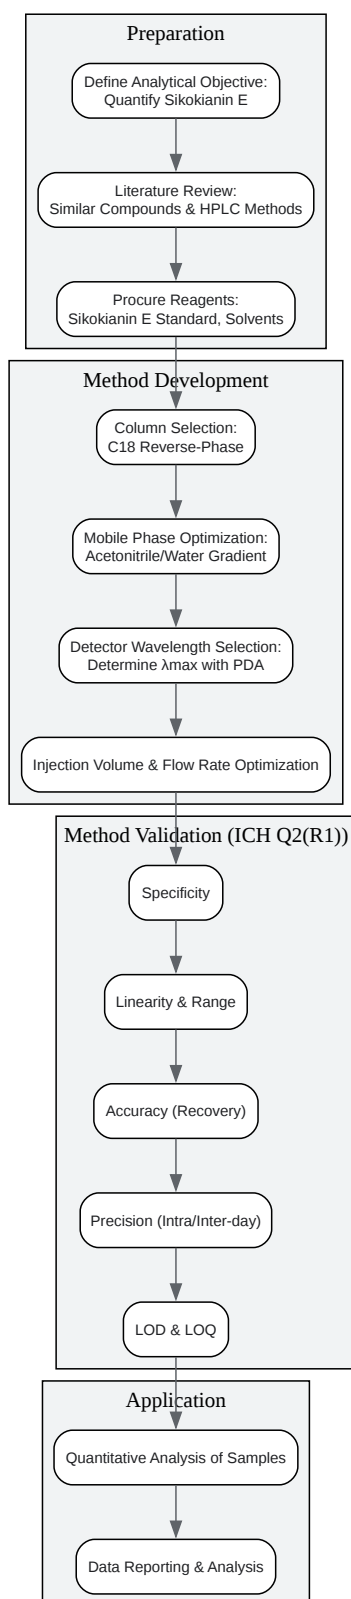 Preparation
Define Analytical Objective:
Quantify Sikokianin E
Literature Review:
Similar Compounds & HPLC Methods
Procure Reagents:
Sikokianin E Standard, Solvents
Method Development
Column Selection:
C18 Reverse-Phase
Mobile Phase Optimization:
Acetonitrile/Water Gradient
Detector Wavelength Selection:
Determine λmax with PDA
Injection Volume & Flow Rate Optimization
Method Validation (ICH Q2(R1))
Specificity
Linearity & Range
Accuracy (Recovery)
Precision (Intra/Inter-day)
LOD & LOQ
Application
Quantitative Analysis of Samples
Data Reporting & Analysis